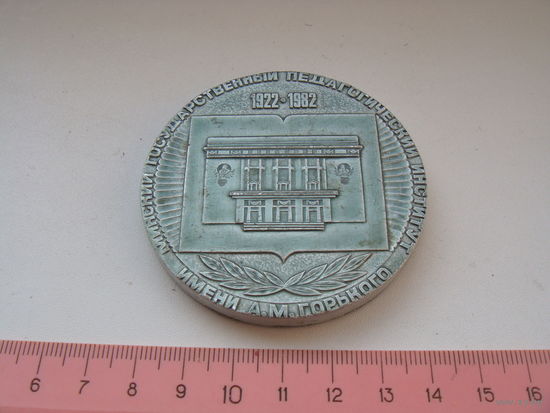 МИНСКИЙ ГОСУДАРСТВЕННЫЙ ПЕДАГОГИЧЕСКИЙ ИНСТИТУТ
ИМЕНИ А.М.ГОРЬКОГО
1922-1982
6 7 8 9 10 11 12 13 14 15 16